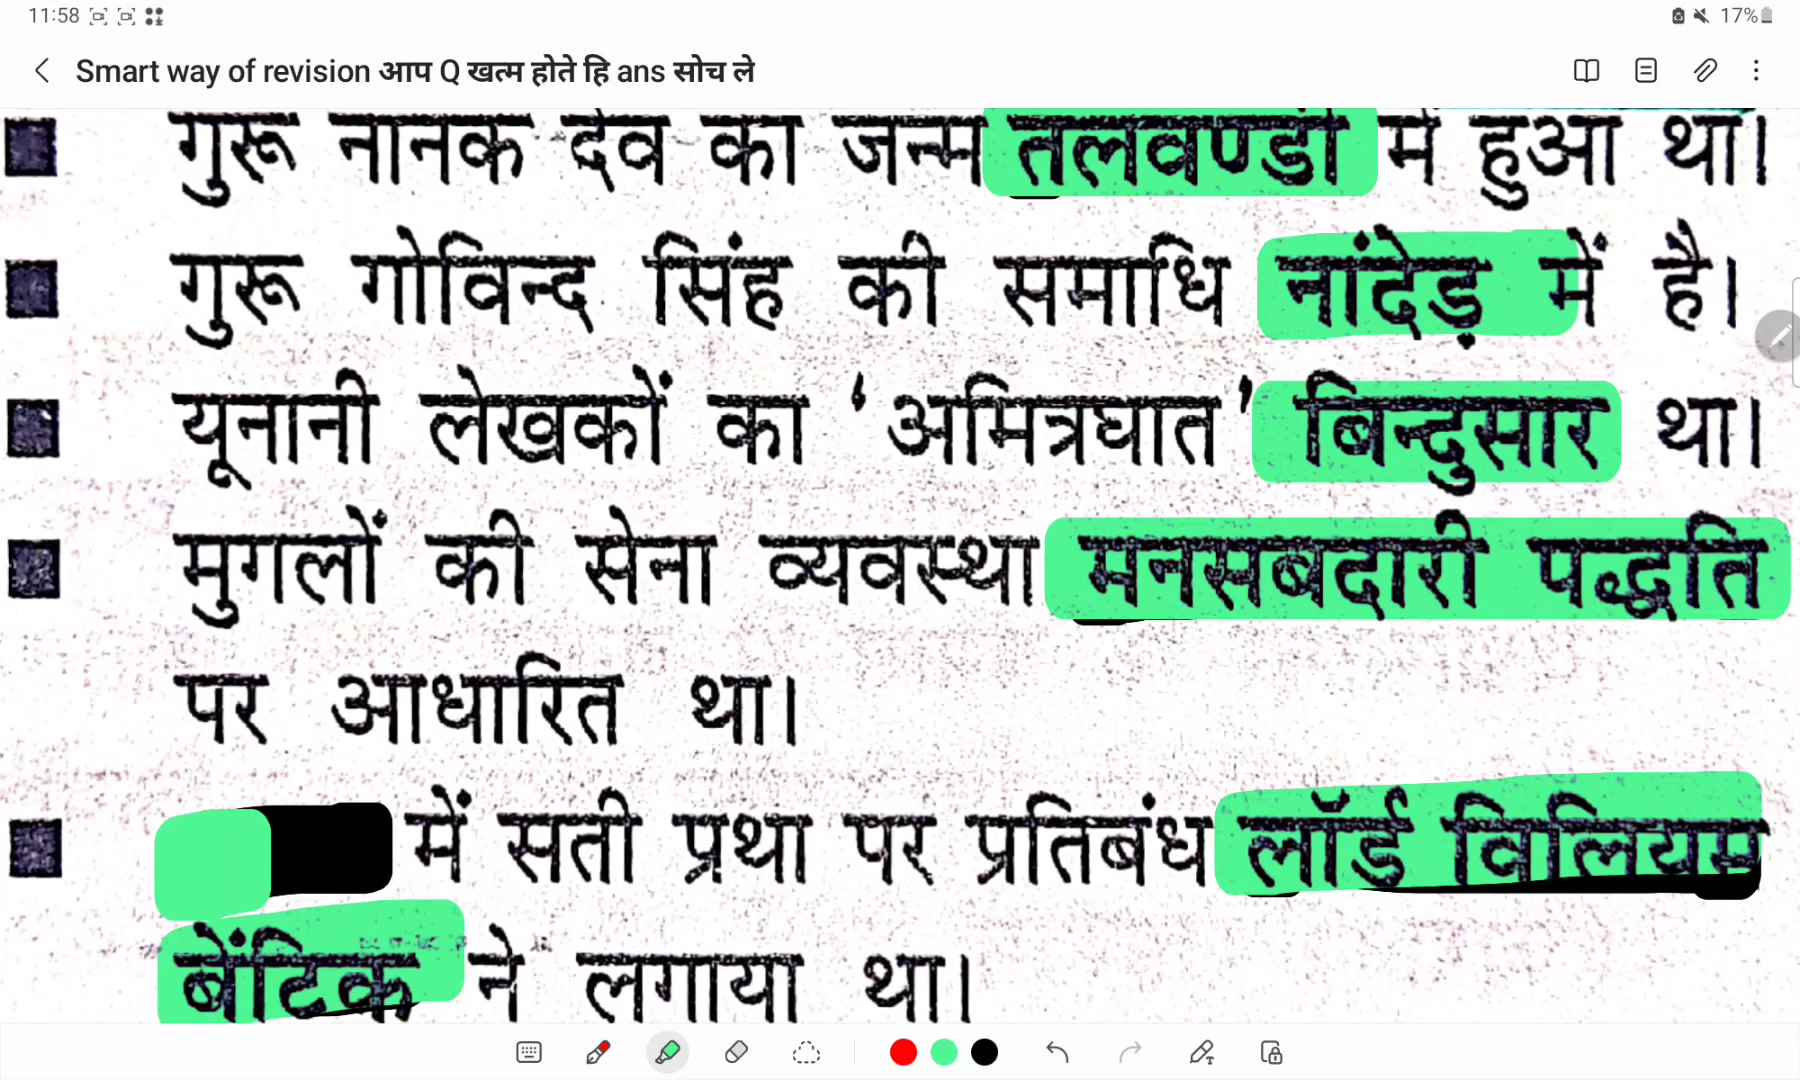 11:58 17%
Smart way of revision आप Q खत्म होते हि ans सोच ले
गुरू नानक देव का जन्म तलवण्डी में हुआ था।
गुरू गोविन्द सिंह की समाधि नांदेड़ में है।
यूनानी लेखकों का ‘अमित्रघात’ बिन्दुसार था।
मुगलों की सेना व्यवस्था मनसबदारी पद्धति
पर आधारित था।
में सती प्रथा पर प्रतिबंध लॉर्ड विलियम
बेंटिक ने लगाया था।